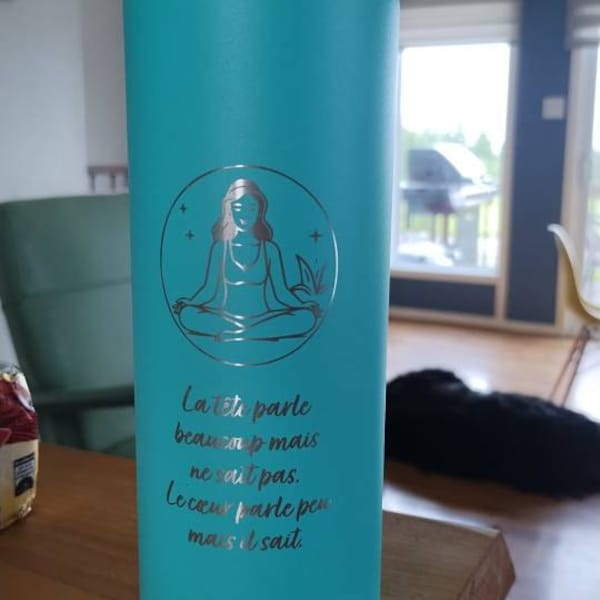 La tête parle
beaucoup mais
ne sait pas.
Le cœur parle peu
mais il sait.